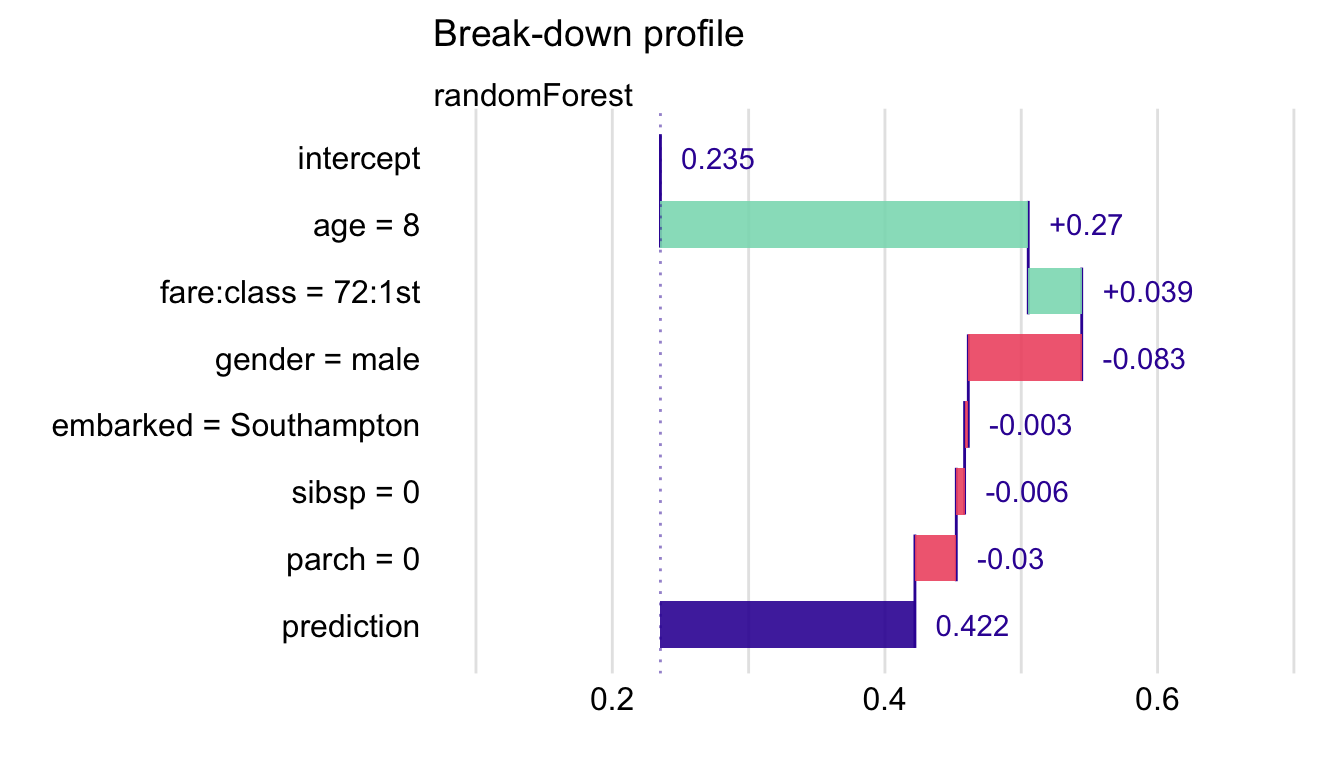 Break-down profile
randomForest
intercept 0.235
age = 8 +0.27
fare:class = 72:1st +0.039
gender = male -0.083
embarked = Southampton -0.003
sibsp = 0 -0.006
parch = 0 -0.03
prediction 0.422
0.2 0.4 0.6